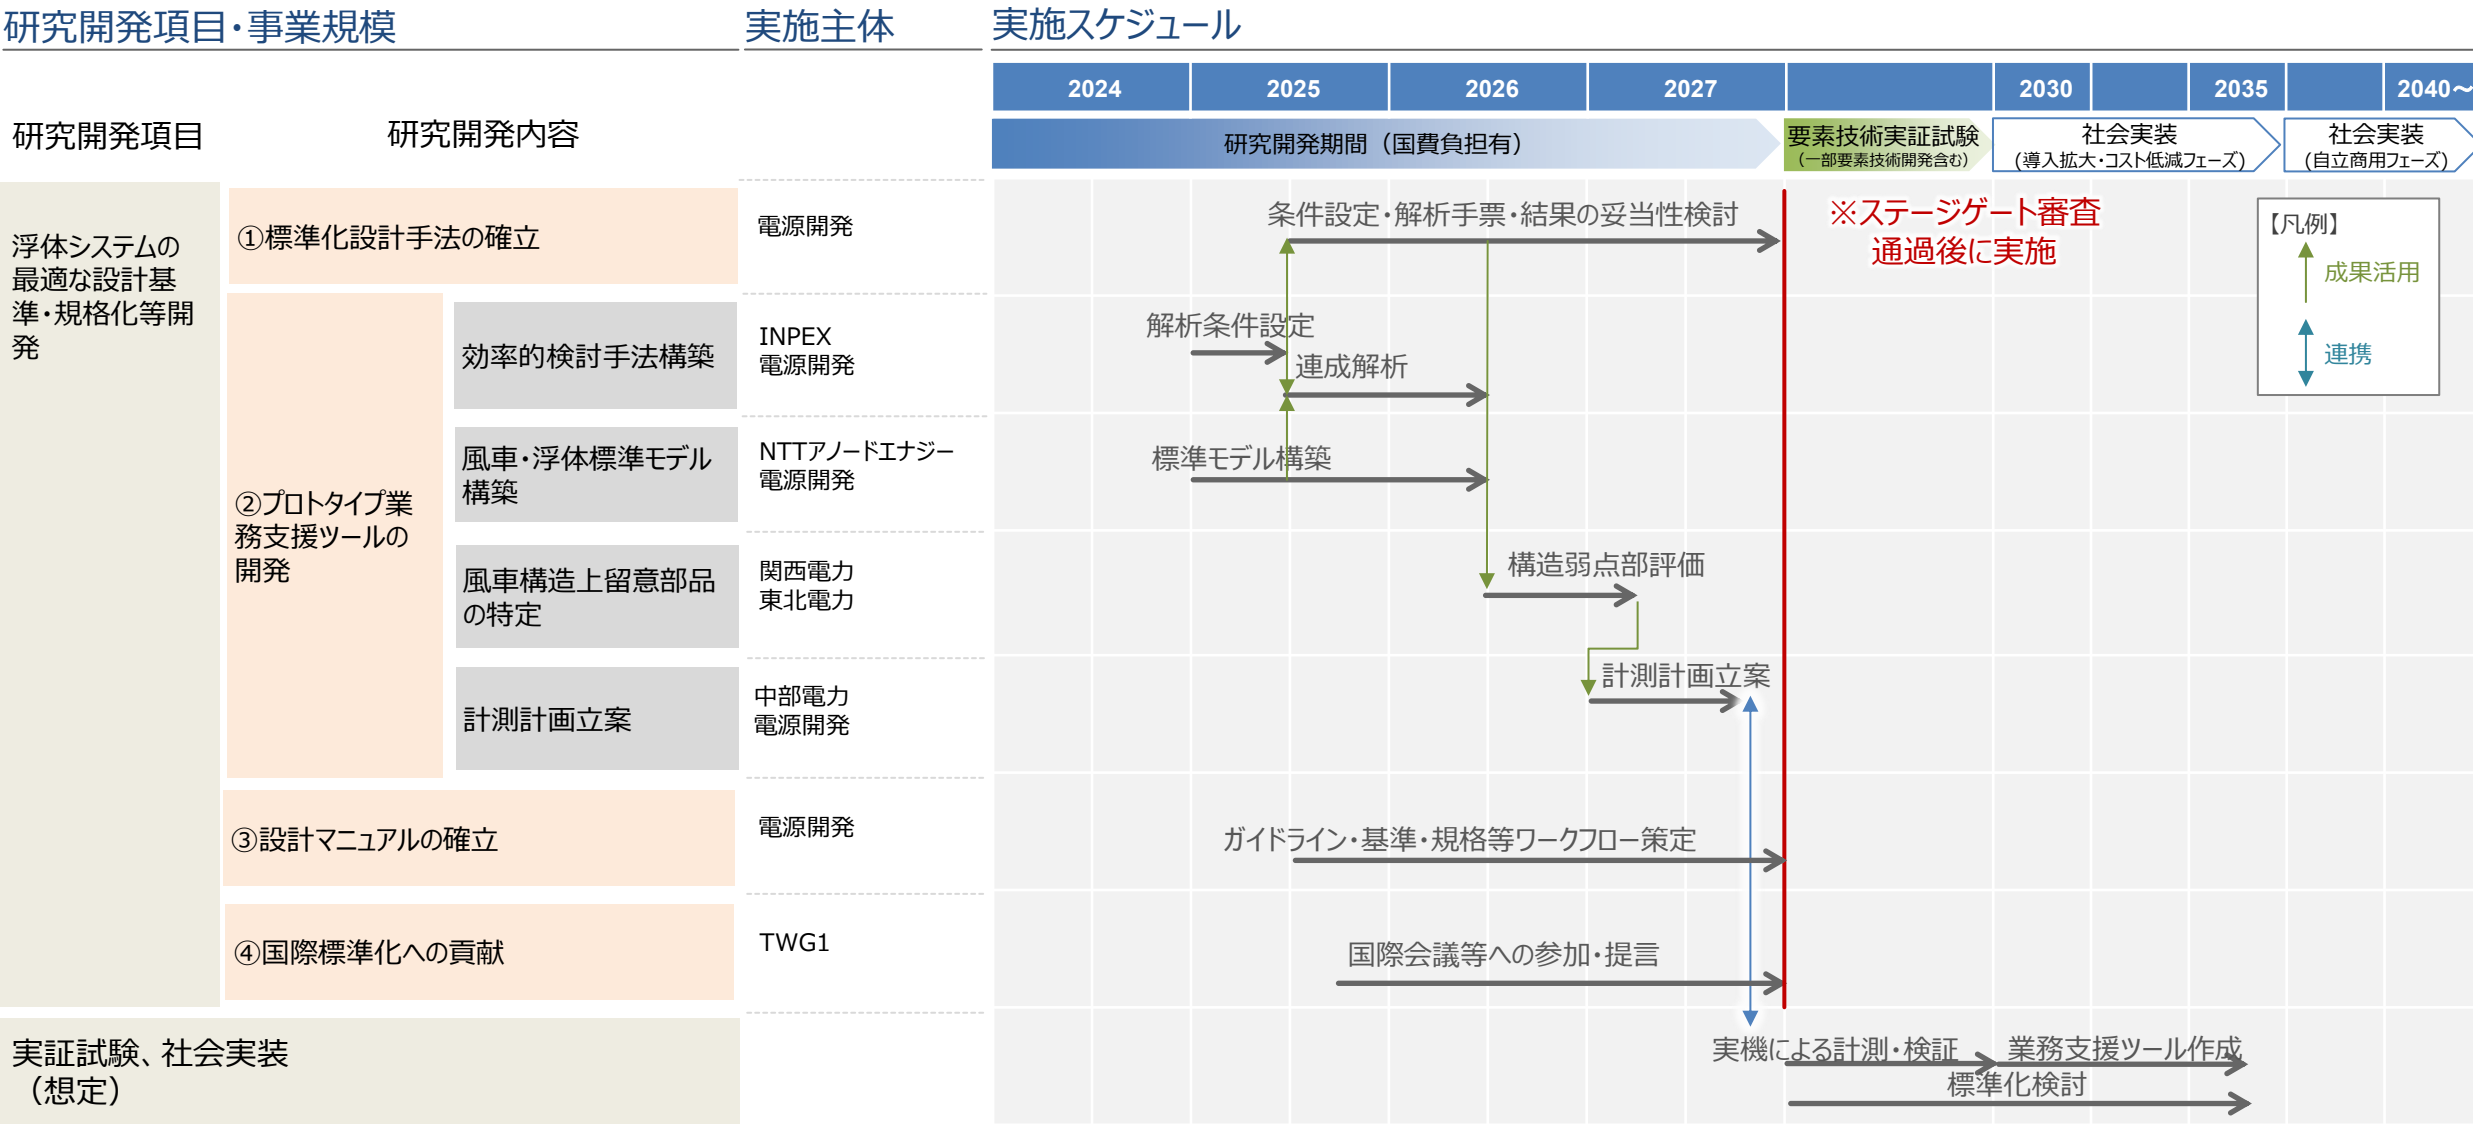 研究開発項目・事業規模
実施主体
実施スケジュール
2024
2025
2026
2027
2030
2035
2040～
研究開発項目
研究開発内容
研究開発期間（国費負担有）
要素技術実証試験
（一部要素技術開発含む）
社会実装
（導入拡大・コスト低減フェーズ）
社会実装
（自立商用フェーズ）
浮体システムの
最適な設計基
準・規格化等開
発
①標準化設計手法の確立
電源開発
条件設定・解析手票・結果の妥当性検討
※ステージゲート審査
通過後に実施
【凡例】
成果活用
連携
②プロトタイプ業
務支援ツールの
開発
効率的検討手法構築
INPEX
電源開発
解析条件設定
連成解析
風車・浮体標準モデル
構築
NTTアノードエナジー
電源開発
標準モデル構築
風車構造上留意部品
の特定
関西電力
東北電力
構造弱点部評価
計測計画立案
中部電力
電源開発
計測計画立案
③設計マニュアルの確立
電源開発
ガイドライン・基準・規格等ワークフロー策定
④国際標準化への貢献
TWG1
国際会議等への参加・提言
実証試験、社会実装
（想定）
実機による計測・検証
業務支援ツール作成
標準化検討